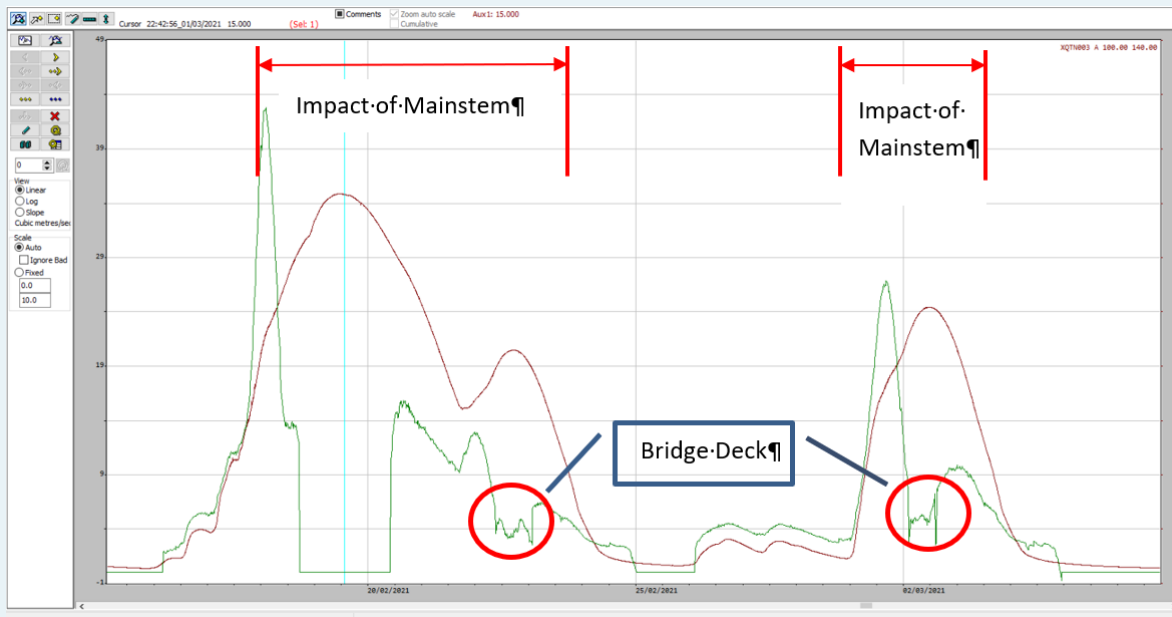 Cursor 22:42:56_01/03/2021 15.000
(Sel: 1)
Comments
Zoom auto scale
Cumulative
Aux1: 15.000
XQTN003 A 100.00 140.00
49
39
29
19
9
-1
Impact·of·Mainstem¶
Impact·of·
Mainstem¶
Bridge·Deck¶
0
View
Linear
Log
Slope
Cubic metres/sec
Scale
Auto
Ignore Bad
Fixed
0.0
10.0
20/02/2021
25/02/2021
02/03/2021